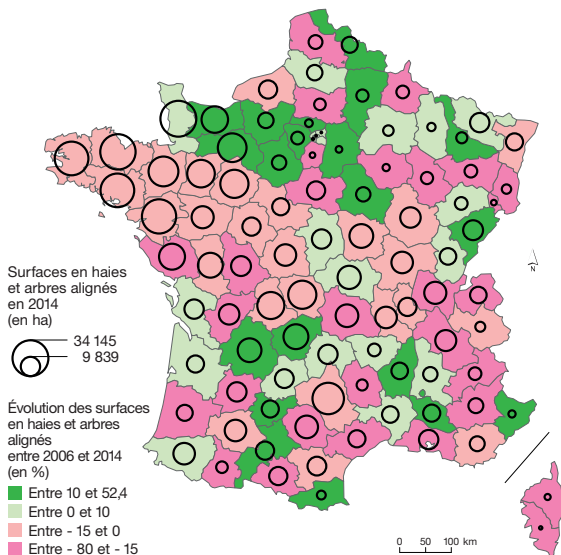 Surfaces en haies
et arbres alignés
en 2014
(en ha)
34 145
9 839
Évolution des surfaces
en haies et arbres
alignés
entre 2006 et 2014
(en %)
Entre 10 et 52,4
Entre 0 et 10
Entre - 15 et 0
Entre - 80 et - 15
N
0 50 100 km